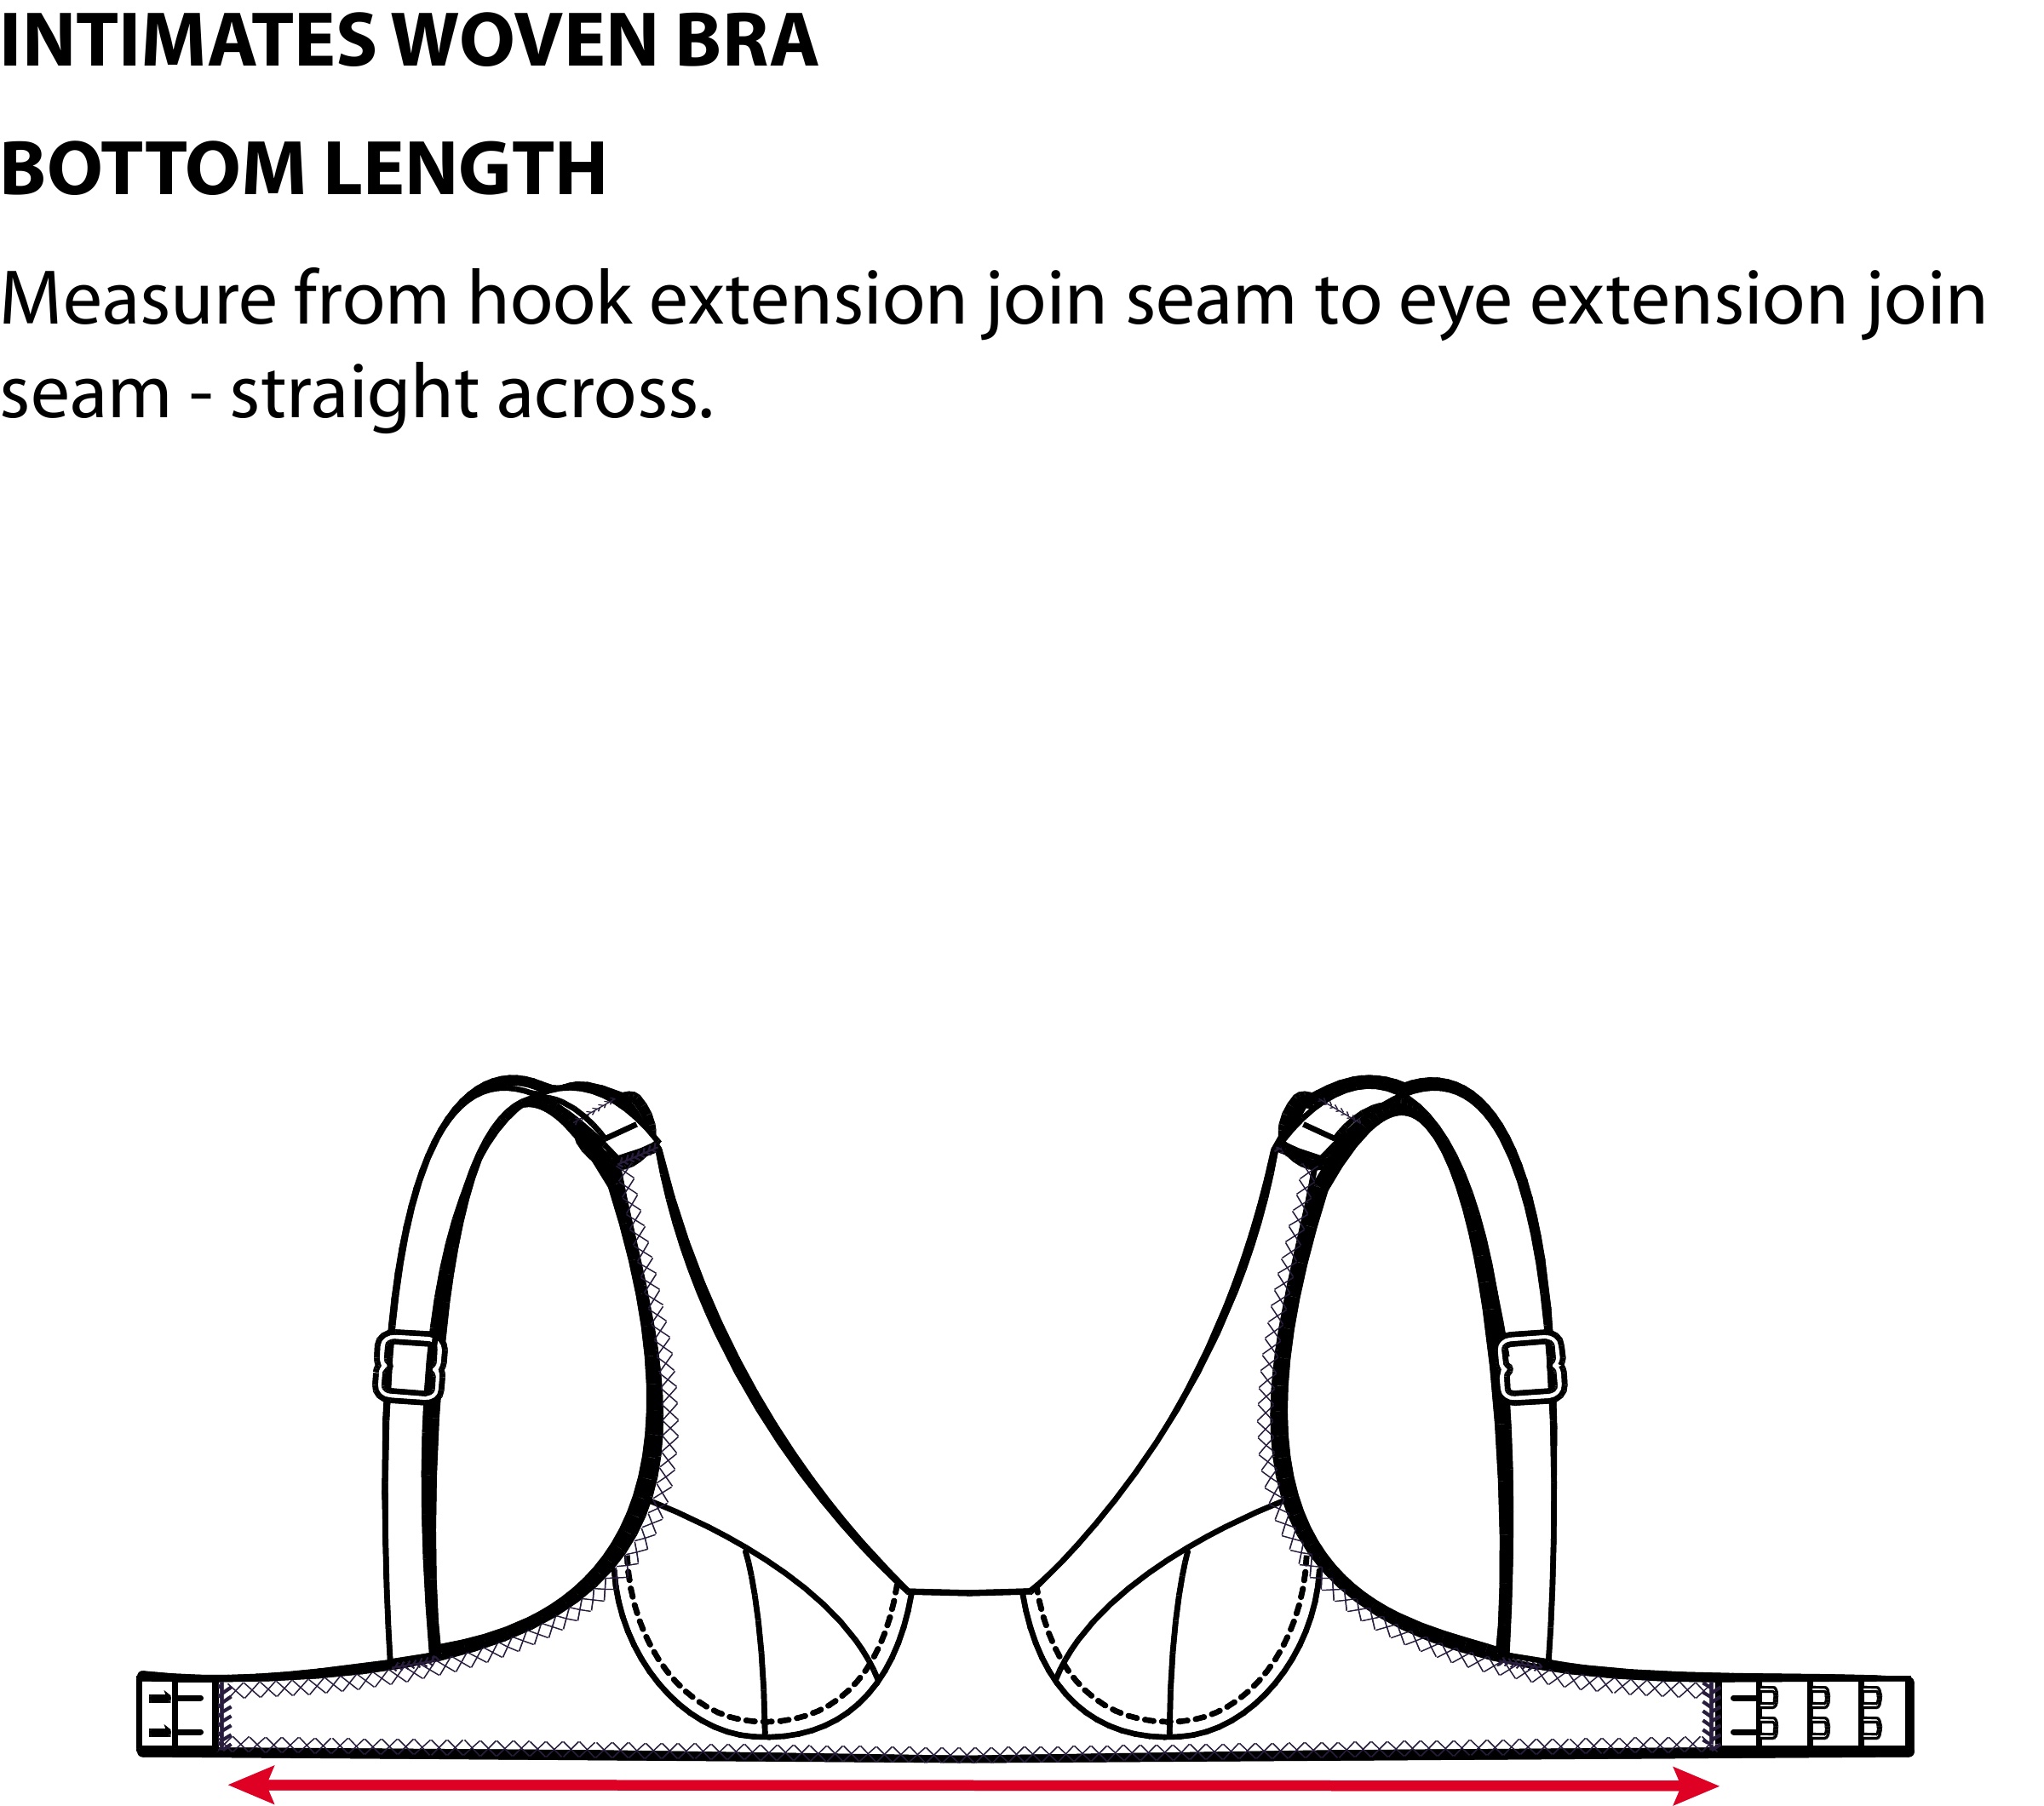 INTIMATES WOVEN BRA
BOTTOM LENGTH
Measure from hook extension join seam to eye extension join
seam - straight across.